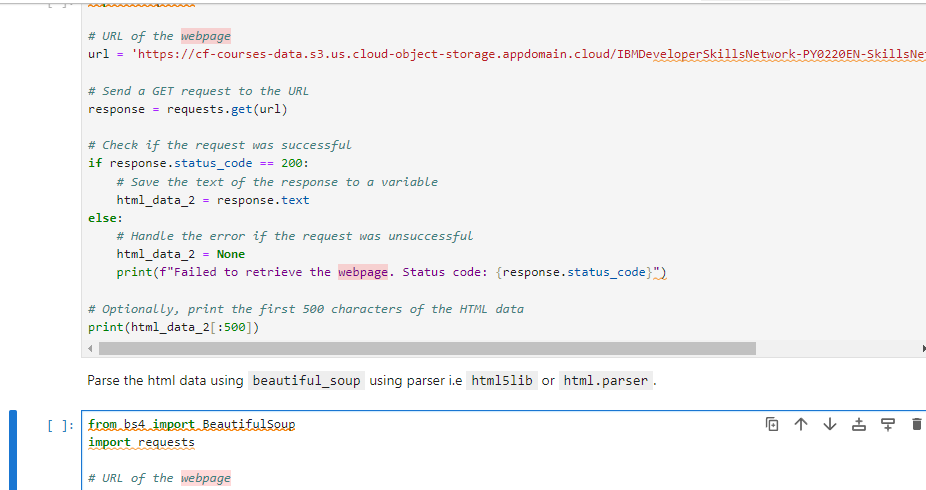 # URL of the webpage
url = 'https://cf-courses-data.s3.us.cloud-object-storage.appdomain.cloud/IBMDeveloperSkillsNetwork-PY0220EN-SkillsNe
# Send a GET request to the URL
response = requests.get(url)
# Check if the request was successful
if response.status_code == 200:
# Save the text of the response to a variable
html_data_2 = response.text
else:
# Handle the error if the request was unsuccessful
html_data_2 = None
print(f"Failed to retrieve the webpage. Status code: {response.status_code}")
# Optionally, print the first 500 characters of the HTML data
print(html_data_2[:500])
Parse the html data using beautiful_soup using parser i.e html5lib or html.parser.
[ ]: from bs4 import BeautifulSoup
import requests
# URL of the webpage